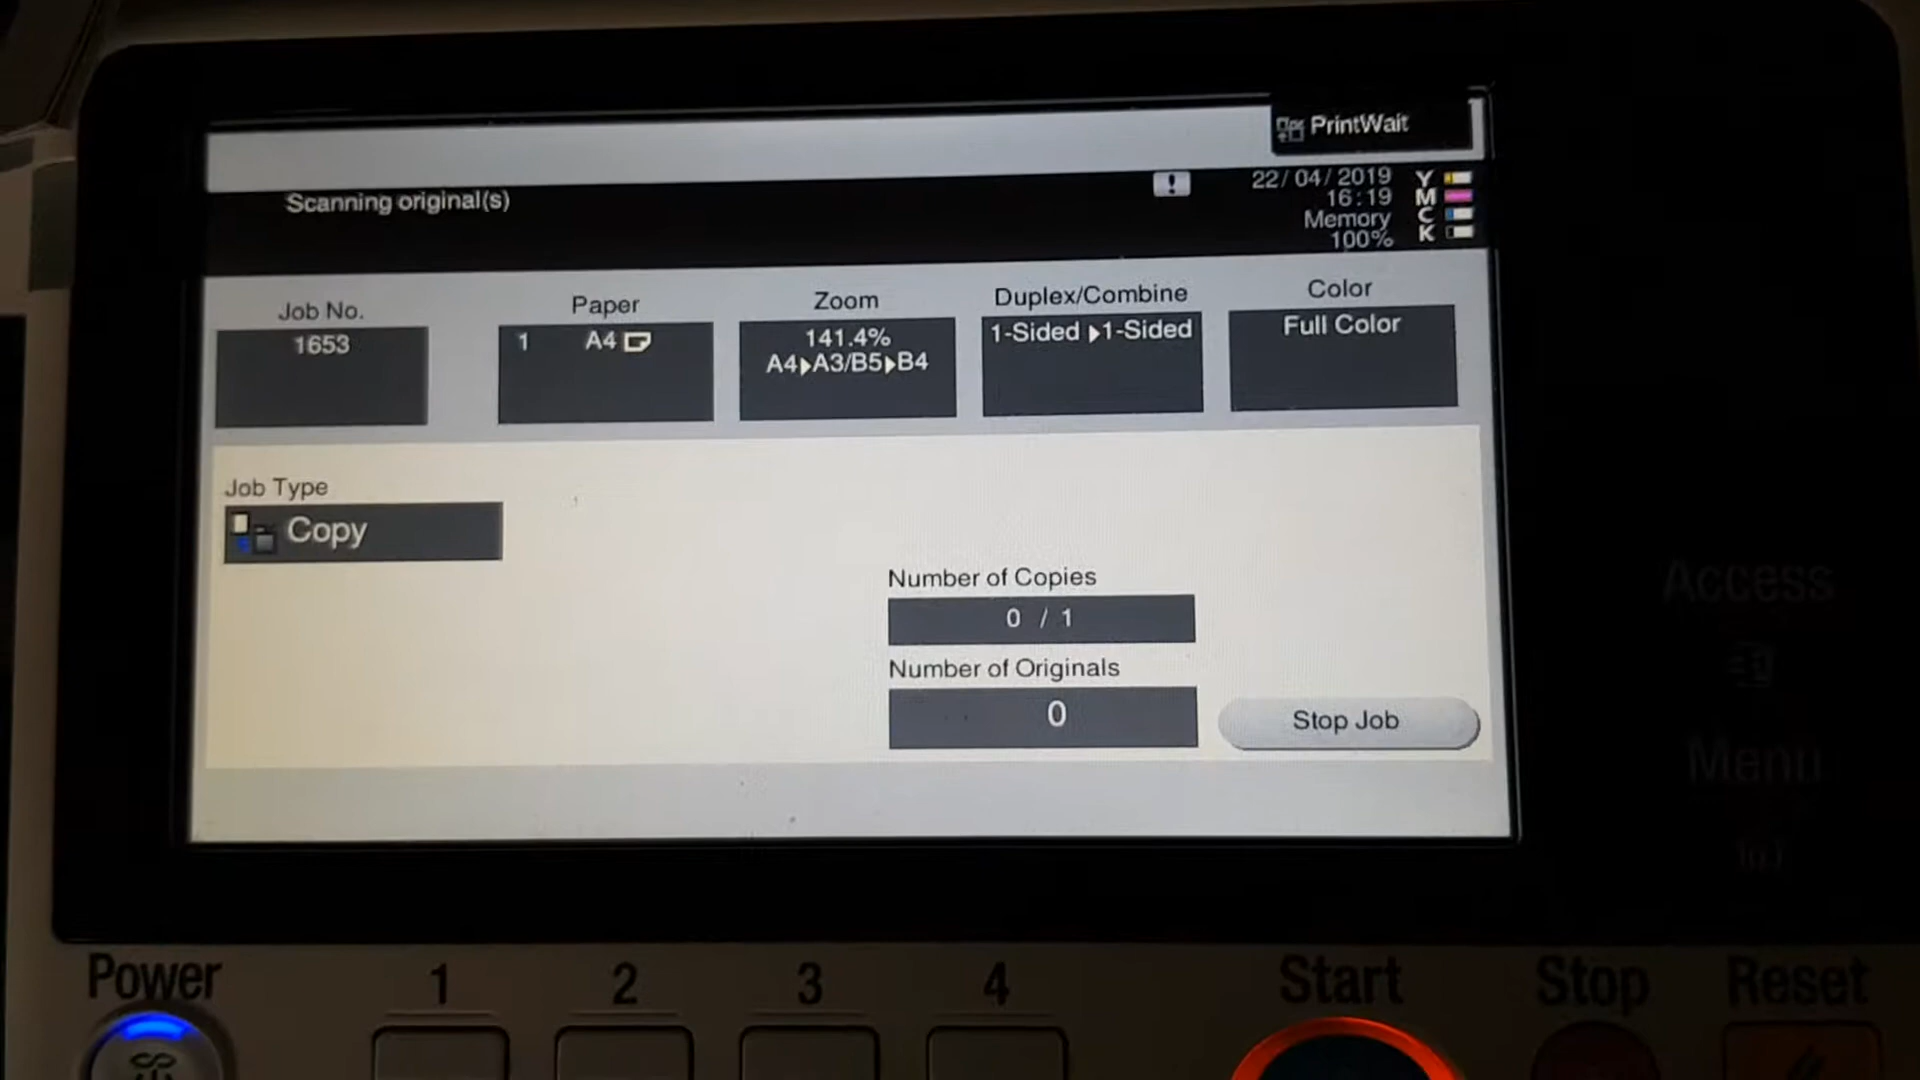 PrintWait
Scanning original(s)
!
22/04/2019
16:19
Memory
100%
Y
M
C
K
Job No.
1653
Paper
1 A4
Zoom
141.4%
A4▶A3/B5▶B4
Duplex/Combine
1-Sided ▶1-Sided
Color
Full Color
Job Type
Copy
Number of Copies
0 / 1
Number of Originals
0
Stop Job
Access
Menu
Power
1
2
3
4
Start
Stop
Reset